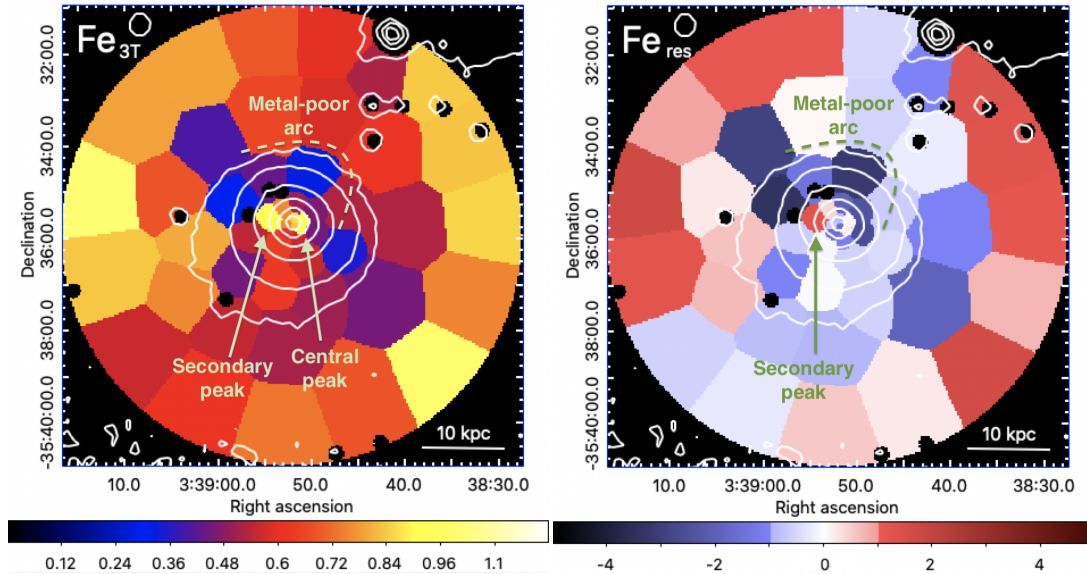 Fe 3T
Metal-poor
arc
Secondary
peak
Central
peak
10 kpc
Declination
32:00.0
34:00.0
36:00.0
38:00.0
-35:40:00.0
10.0
3:39:00.0
50.0
40.0
38:30.0
Right ascension
0.12
0.24
0.36
0.48
0.6
0.72
0.84
0.96
1.1
Fe res
Metal-poor
arc
Secondary
peak
10 kpc
Declination
32:00.0
34:00.0
36:00.0
38:00.0
-35:40:00.0
10.0
3:39:00.0
50.0
40.0
38:30.0
Right ascension
-4
-2
0
2
4